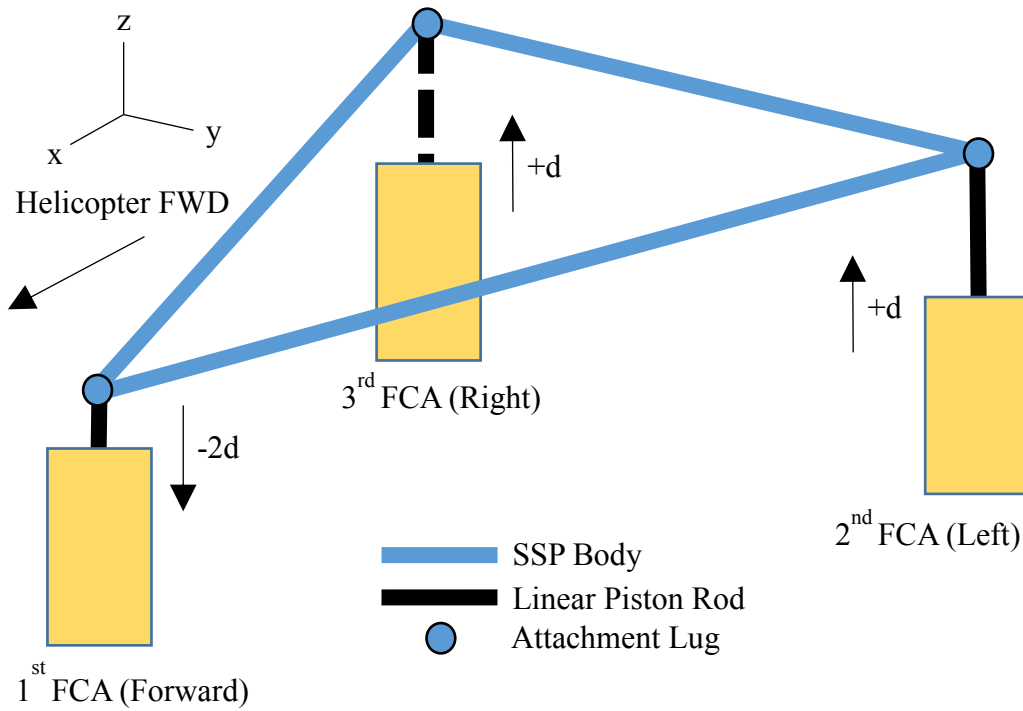 z
y
x
Helicopter FWD
+d
+d
3rd FCA (Right)
-2d
2nd FCA (Left)
SSP Body
Linear Piston Rod
Attachment Lug
1st FCA (Forward)